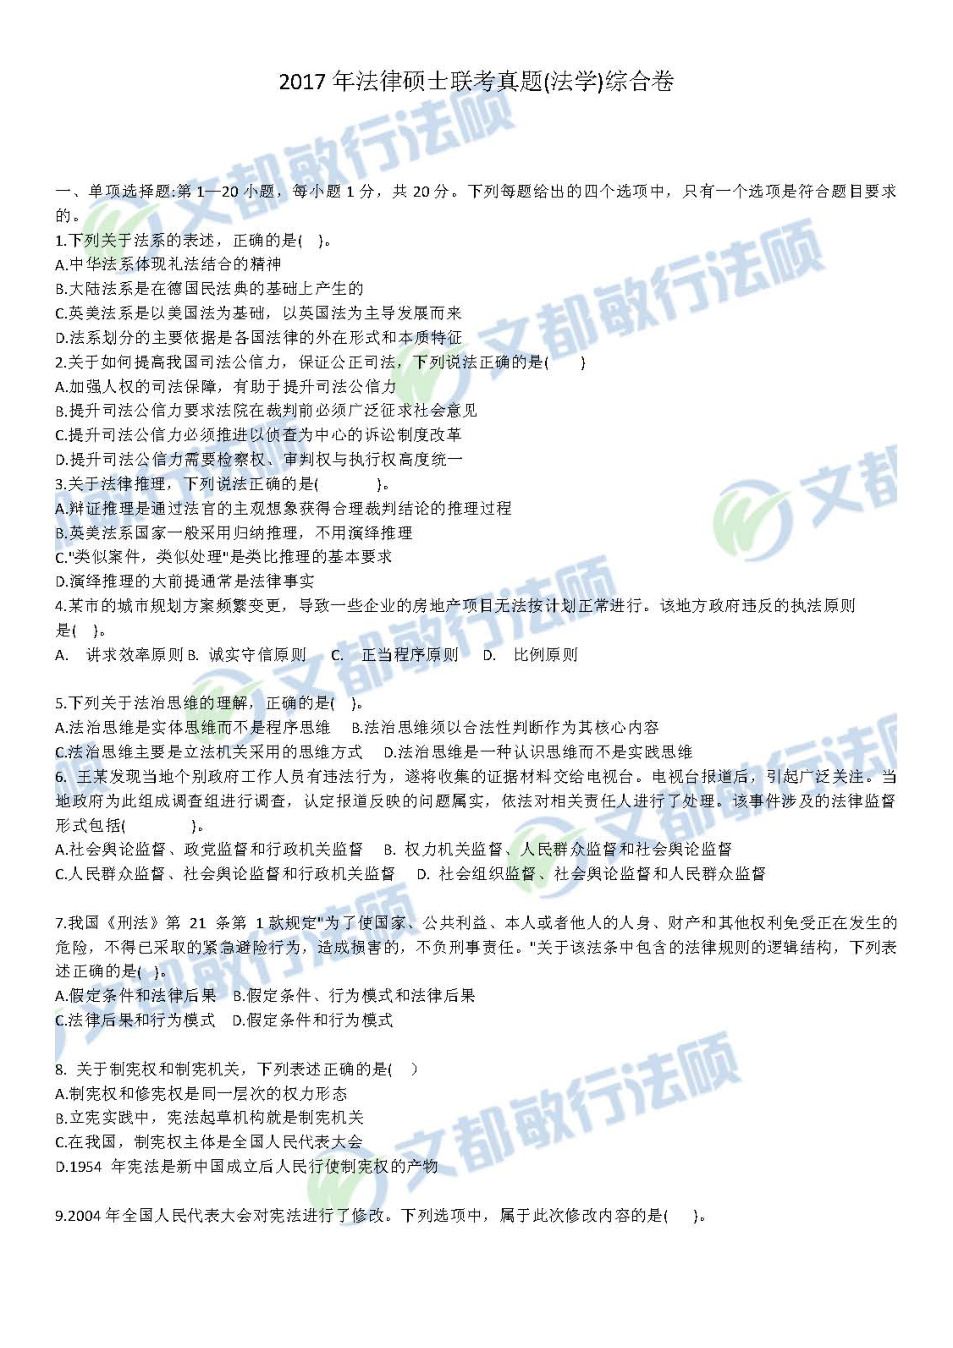 2017 年法律硕士联考真题(法学)综合卷
一、单项选择题:第 1—20 小题，每小题 1 分，共 20 分。下列每题给出的四个选项中，只有一个选项是符合题目要求
的。
1.下列关于法系的表述，正确的是( )。
A.中华法系体现礼法结合的精神
B.大陆法系是在德国民法典的基础上产生的
C.英美法系是以美国法为基础，以英国法为主导发展而来
D.法系划分的主要依据是各国法律的外在形式和本质特征
2.关于如何提高我国司法公信力，保证公正司法，下列说法正确的是( )
A.加强人权的司法保障，有助于提升司法公信力
B.提升司法公信力要求法院在裁判前必须广泛征求社会意见
C.提升司法公信力必须推进以侦查为中心的诉讼制度改革
D.提升司法公信力需要检察权、审判权与执行权高度统一
3.关于法律推理，下列说法正确的是( )。
A.辩证推理是通过法官的主观想象获得合理裁判结论的推理过程
B.英美法系国家一般采用归纳推理，不用演绎推理
C."类似案件，类似处理"是类比推理的基本要求
D.演绎推理的大前提通常是法律事实
4.某市的城市规划方案频繁变更，导致一些企业的房地产项目无法按计划正常进行。该地方政府违反的执法原则
是( )。
A. 讲求效率原则 B. 诚实守信原则 C. 正当程序原则 D. 比例原则
5.下列关于法治思维的理解，正确的是( )。
A.法治思维是实体思维而不是程序思维 B.法治思维须以合法性判断作为其核心内容
C.法治思维主要是立法机关采用的思维方式 D.法治思维是一种认识思维而不是实践思维
6. 王某发现当地个别政府工作人员有违法行为，遂将收集的证据材料交给电视台。电视台报道后，引起广泛关注。当
地政府为此组成调查组进行调查，认定报道反映的问题属实，依法对相关责任人进行了处理。该事件涉及的法律监督
形式包括( )。
A.社会舆论监督、政党监督和行政机关监督 B. 权力机关监督、人民群众监督和社会舆论监督
C.人民群众监督、社会舆论监督和行政机关监督 D. 社会组织监督、社会舆论监督和人民群众监督
7.我国《刑法》第 21 条第 1 款规定"为了使国家、公共利益、本人或者他人的人身、财产和其他权利免受正在发生的
危险，不得已采取的紧急避险行为，造成损害的，不负刑事责任。"关于该法条中包含的法律规则的逻辑结构，下列表
述正确的是( )。
A.假定条件和法律后果 B.假定条件、行为模式和法律后果
C.法律后果和行为模式 D.假定条件和行为模式
8. 关于制宪权和制宪机关，下列表述正确的是( ）
A.制宪权和修宪权是同一层次的权力形态
B.立宪实践中，宪法起草机构就是制宪机关
C.在我国，制宪权主体是全国人民代表大会
D.1954 年宪法是新中国成立后人民行使制宪权的产物
9.2004 年全国人民代表大会对宪法进行了修改。下列选项中，属于此次修改内容的是( )。
文都敏行法顾
文都敏行法顾
文都敏行法顾
文都敏行法顾
文都敏行法顾
文都